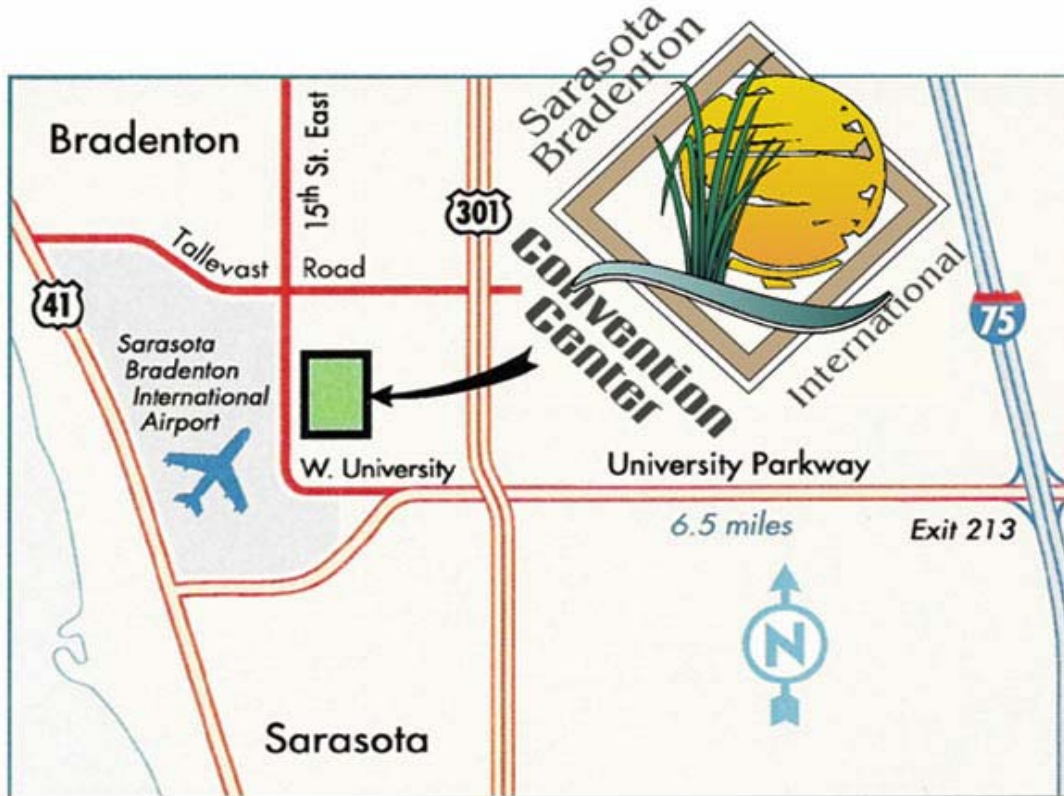 Sarasota
Bradenton
International
Convention
Center
Bradenton
15th St. East
301
Tallevast Road
41
75
Sarasota
Bradenton
International
Airport
W. University
University Parkway
6.5 miles
Exit 213
N
Sarasota